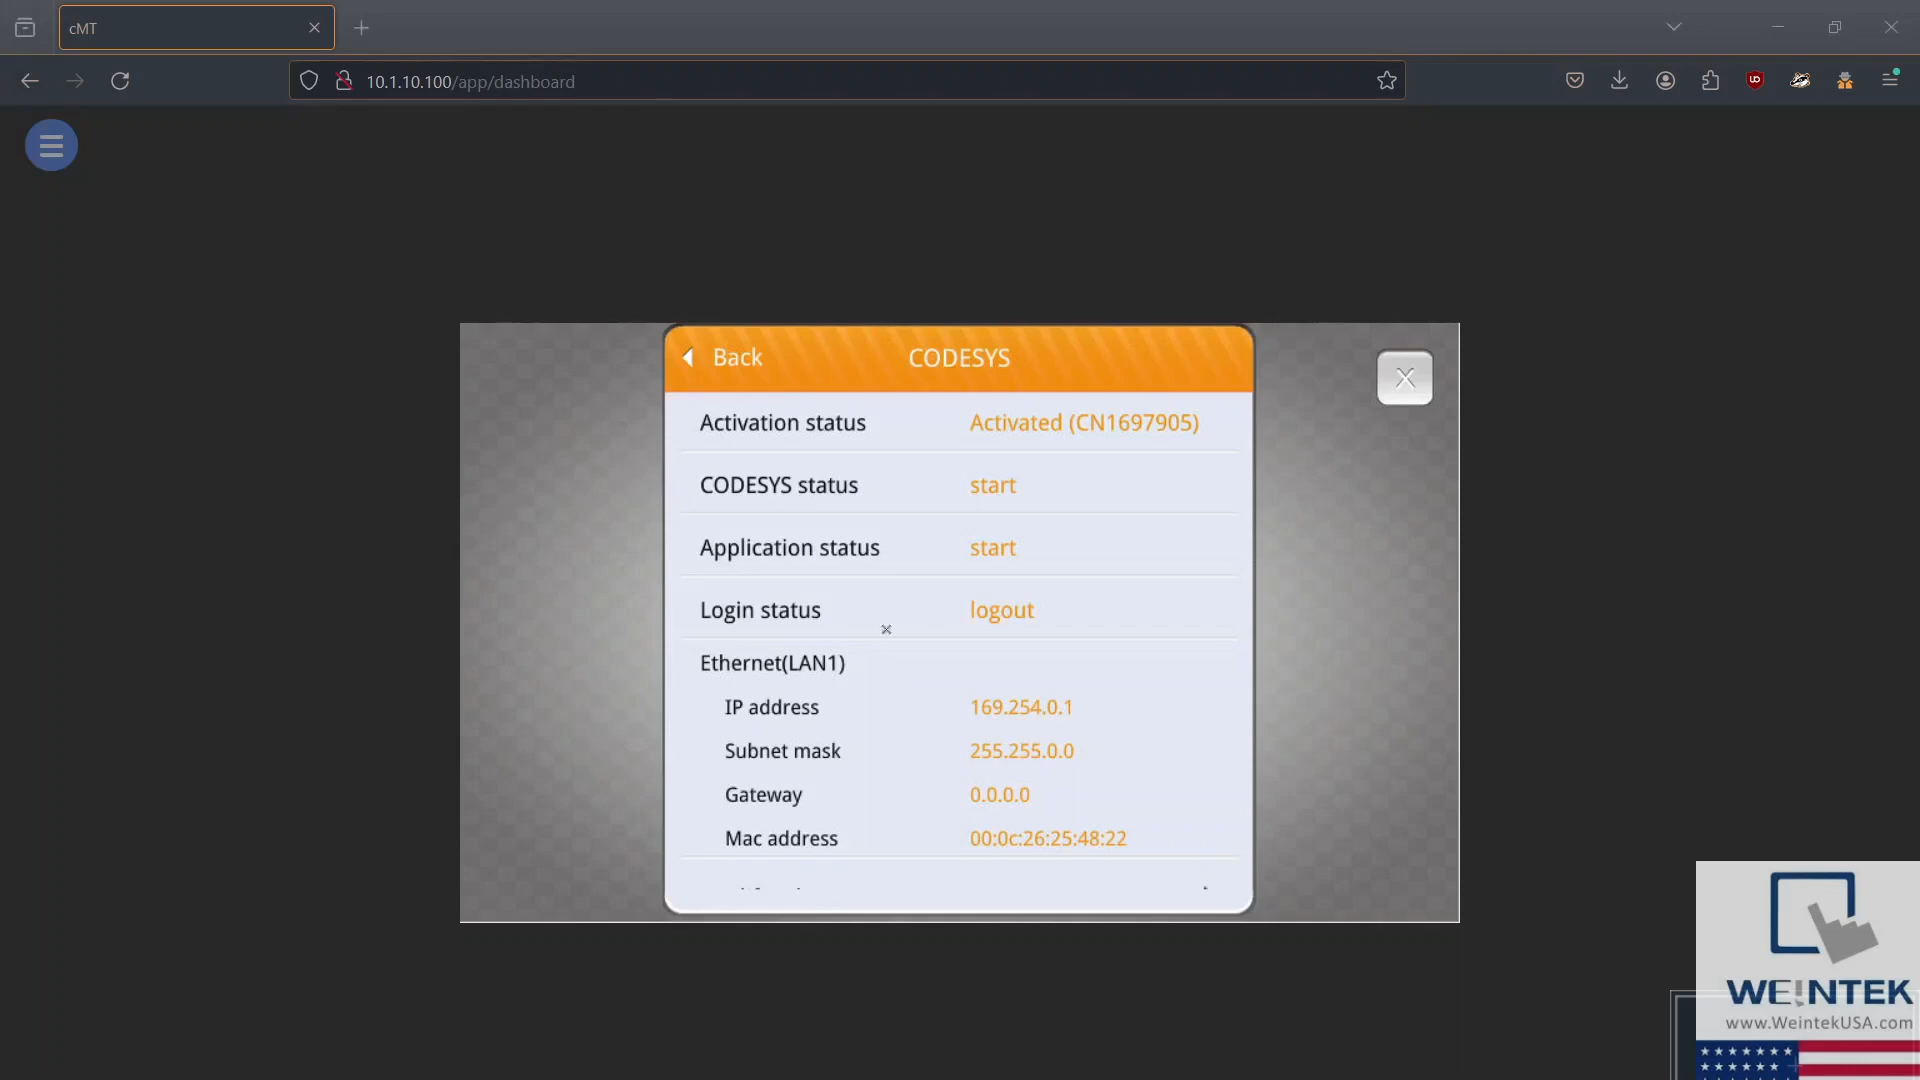 cMT
10.1.10.100/app/dashboard
Back
CODESYS
Activation status
Activated (CN1697905)
CODESYS status
start
Application status
start
Login status
logout
Ethernet(LAN1)
IP address
169.254.0.1
Subnet mask
255.255.0.0
Gateway
0.0.0.0
Mac address
00:0c:26:25:48:22
WEINTEK
www.WeintekUSA.com